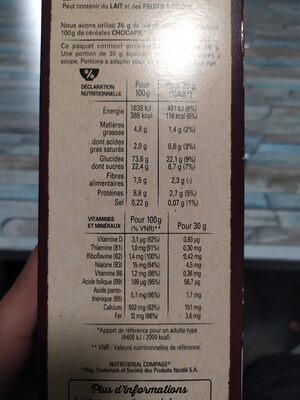 Peut contenir du LAIT et des FRUITS À COQUE.
Nous avons utilisé 35 g de blé
100g de céréales CHOCAPIC
Ce paquet contient environ
Une portion de 30 g équivaut
soupe. Portions à adapter pour
%
DÉCLARATION NUTRITIONNELLE Pour 100g Pour 30g
Énergie 1638 kJ 491 kJ (6%)
388 kcal 116 kcal (6%)
Matières grasses 4,8 g 1,4 g (2%)
dont acides gras saturés 2,0 g 0,6 g (3%)
Glucides 73,6 g 22,1 g (9%)
dont sucres 22,4 g 6,7 g (7%)
Fibres alimentaires 7,5 g 2,3 g (-)
Protéines 8,8 g 2,7 g (5%)
Sel 0,22 g 0,07 g (1%)
VITAMINES ET MINÉRAUX Pour 100g (% VNR)** Pour 30 g
Vitamine D 3,1 µg (62%) 0,93 µg
Thiamine (B1) 1,0 mg (91%) 0,30 mg
Riboflavine (B2) 1,4 mg (100%) 0,42 mg
Niacine (B3) 15 mg (94%) 4,5 mg
Vitamine B6 1,2 mg (86%) 0,36 mg
Acide folique (B9) 189 µg (95%) 56,7 µg
Acide pantothénique (B5) 5,7 mg (95%) 1,7 mg
Calcium 502 mg (63%) 151 mg
Fer 12 mg (86%) 3,6 mg
*Apport de référence pour un adulte-type
(8400 kJ / 2000 kcal).
** VNR : Valeurs nutritionnelles de référence.
NUTRITIONAL COMPASS®
® Reg. Trademark of Société des Produits Nestlé S.A.
Plus d'informations